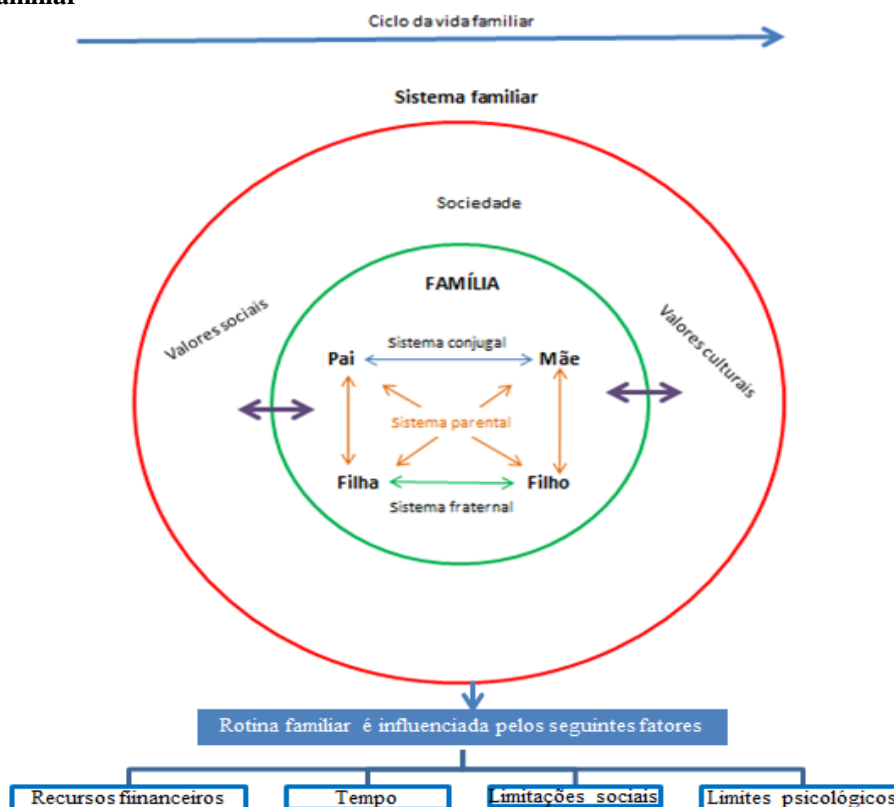 Ciclo da vida familiar
Sistema familiar
Sociedade
FAMÍLIA
Valores sociais
Valores culturais
Sistema conjugal
Pai
Mãe
Sistema parental
Filha
Filho
Sistema fraternal
Rotina familiar é influenciada pelos seguintes fatores
Recursos fiinanceiros
Tempo
Limitações sociais
Limites psicológicos